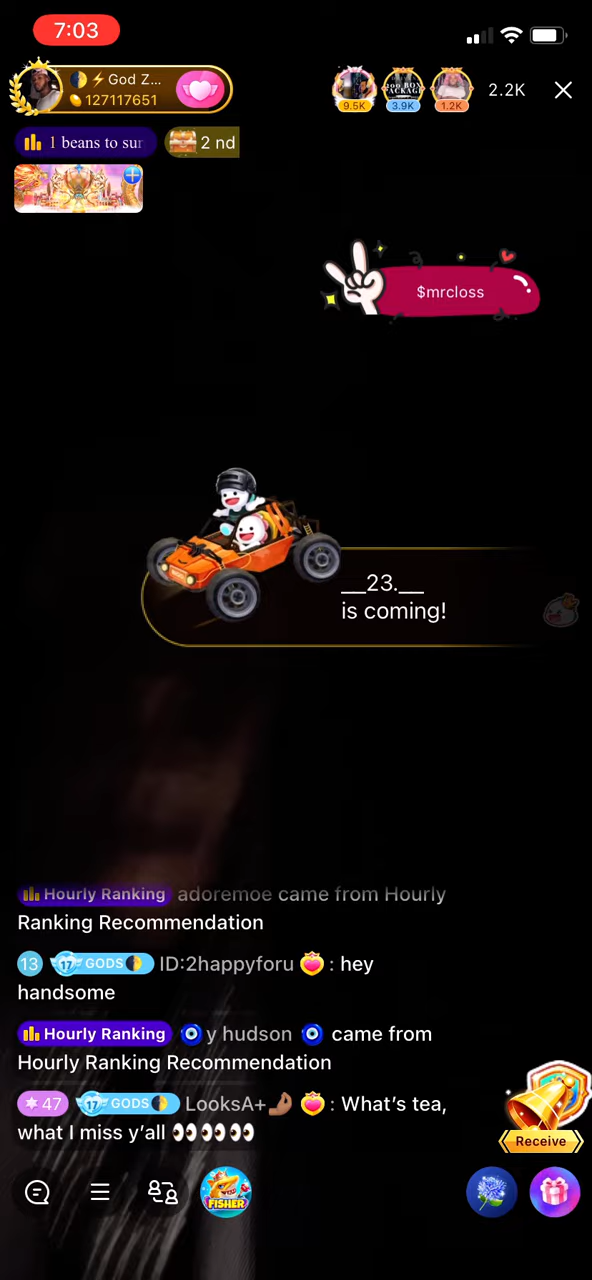 7:03
God Z...
127117651
9.5K
3.9K
1.2K
2.2K
1 beans to sur
2 nd
$mrcloss
__23.__
is coming!
Hourly Ranking adoremoe came from Hourly
Ranking Recommendation
13 17 GODS ID:2happyforu : hey
handsome
Hourly Ranking y hudson came from
Hourly Ranking Recommendation
47 17 GODS LooksA+ : What's tea,
what I miss y'all
Receive
FISHER